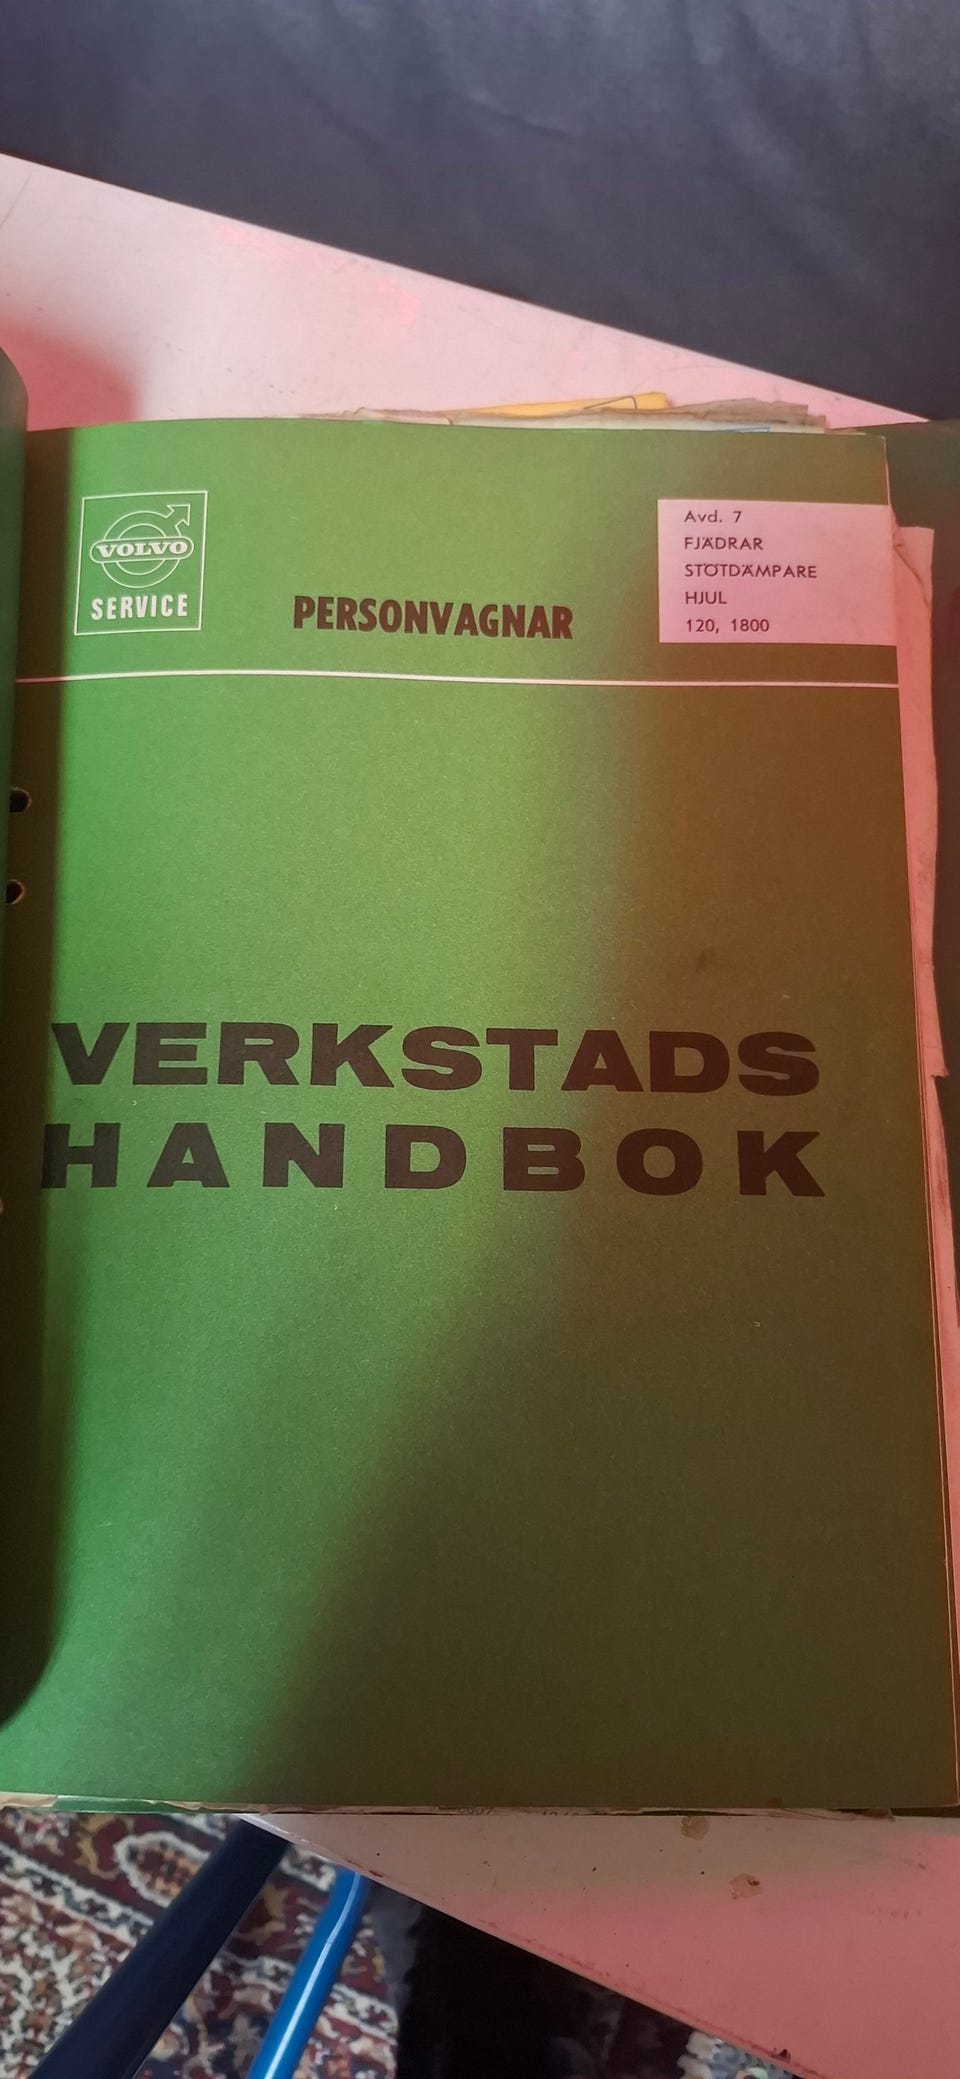 VOLVO
SERVICE
PERSONVAGNAR
Avd. 7
FJÄDRAR
STÖTDÄMPARE
HJUL
120, 1800
VERKSTADS
HANDBOK